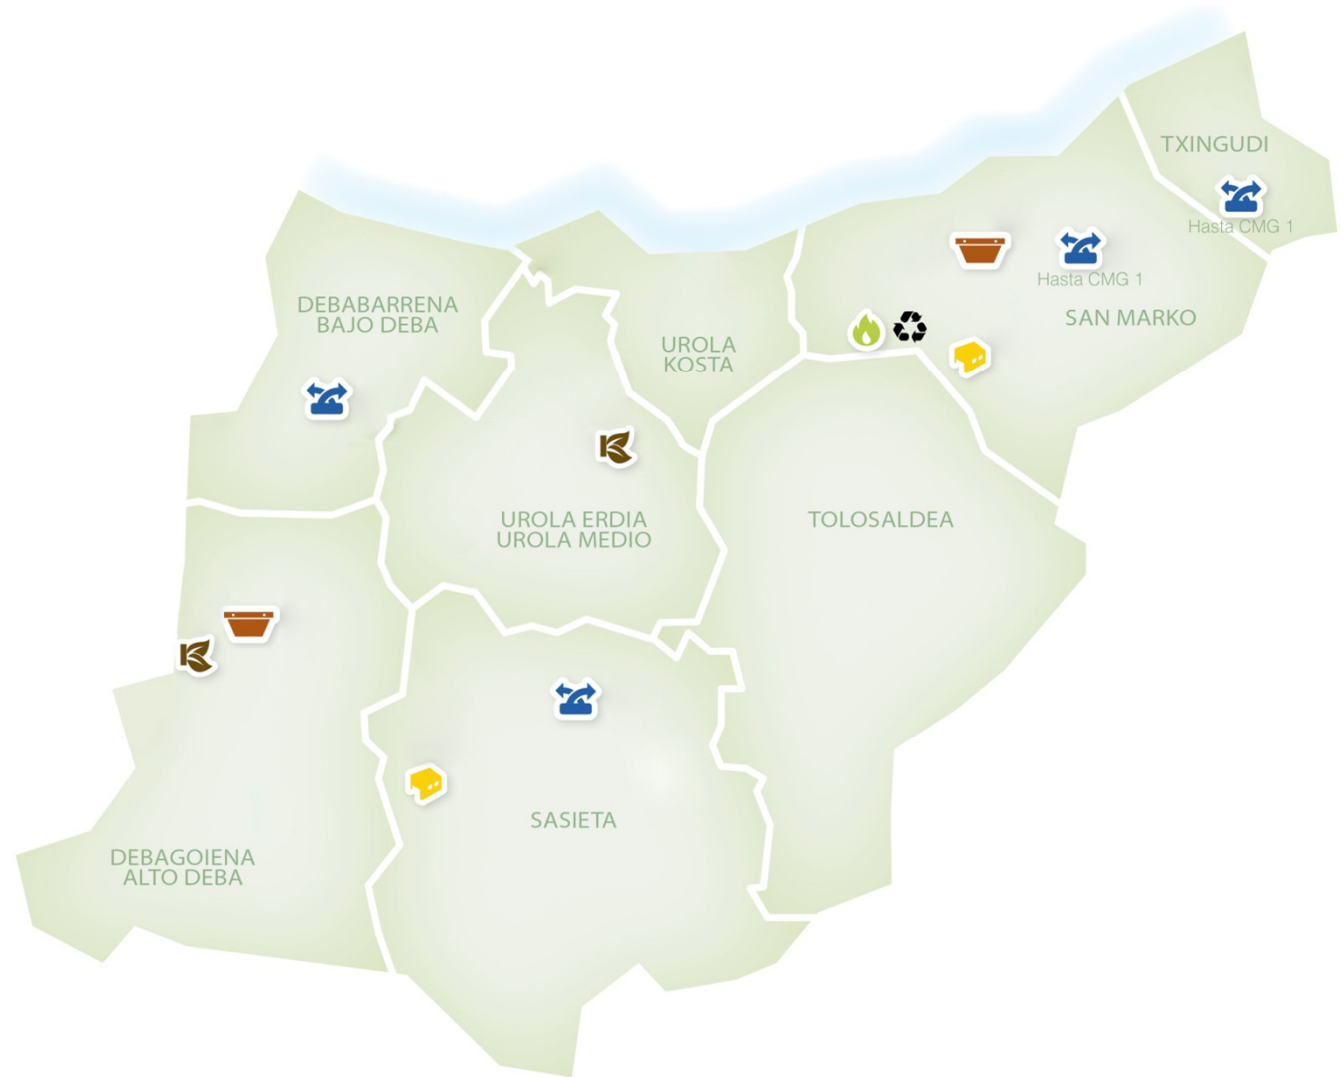 TXINGUDI
Hasta CMG 1
Hasta CMG 1
SAN MARKO
DEBABARRENA
BAJO DEBA
UROLA
KOSTA
UROLA ERDIA
UROLA MEDIO
TOLOSALDEA
SASIETA
DEBAGOIENA
ALTO DEBA